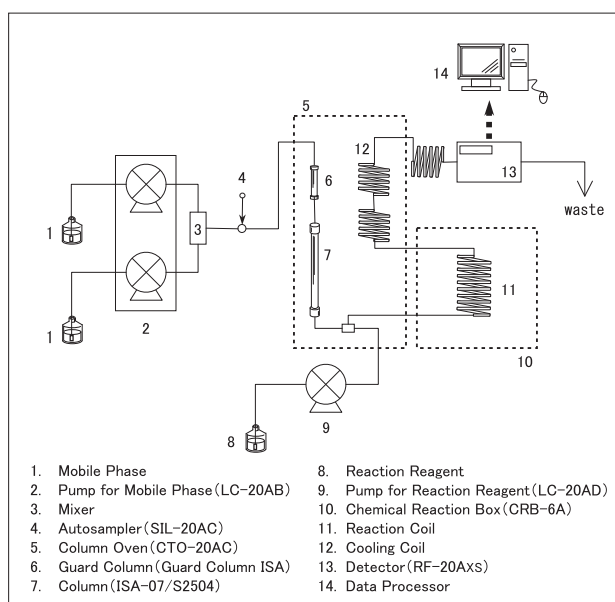 14
5
12
4
6
13
waste
1
3
7
11
1
2
10
8
9
1. Mobile Phase
2. Pump for Mobile Phase(LC-20AB)
3. Mixer
4. Autosampler(SIL-20AC)
5. Column Oven(CTO-20AC)
6. Guard Column(Guard Column ISA)
7. Column(ISA-07/S2504)
8. Reaction Reagent
9. Pump for Reaction Reagent(LC-20AD)
10. Chemical Reaction Box(CRB-6A)
11. Reaction Coil
12. Cooling Coil
13. Detector(RF-20AXS)
14. Data Processor